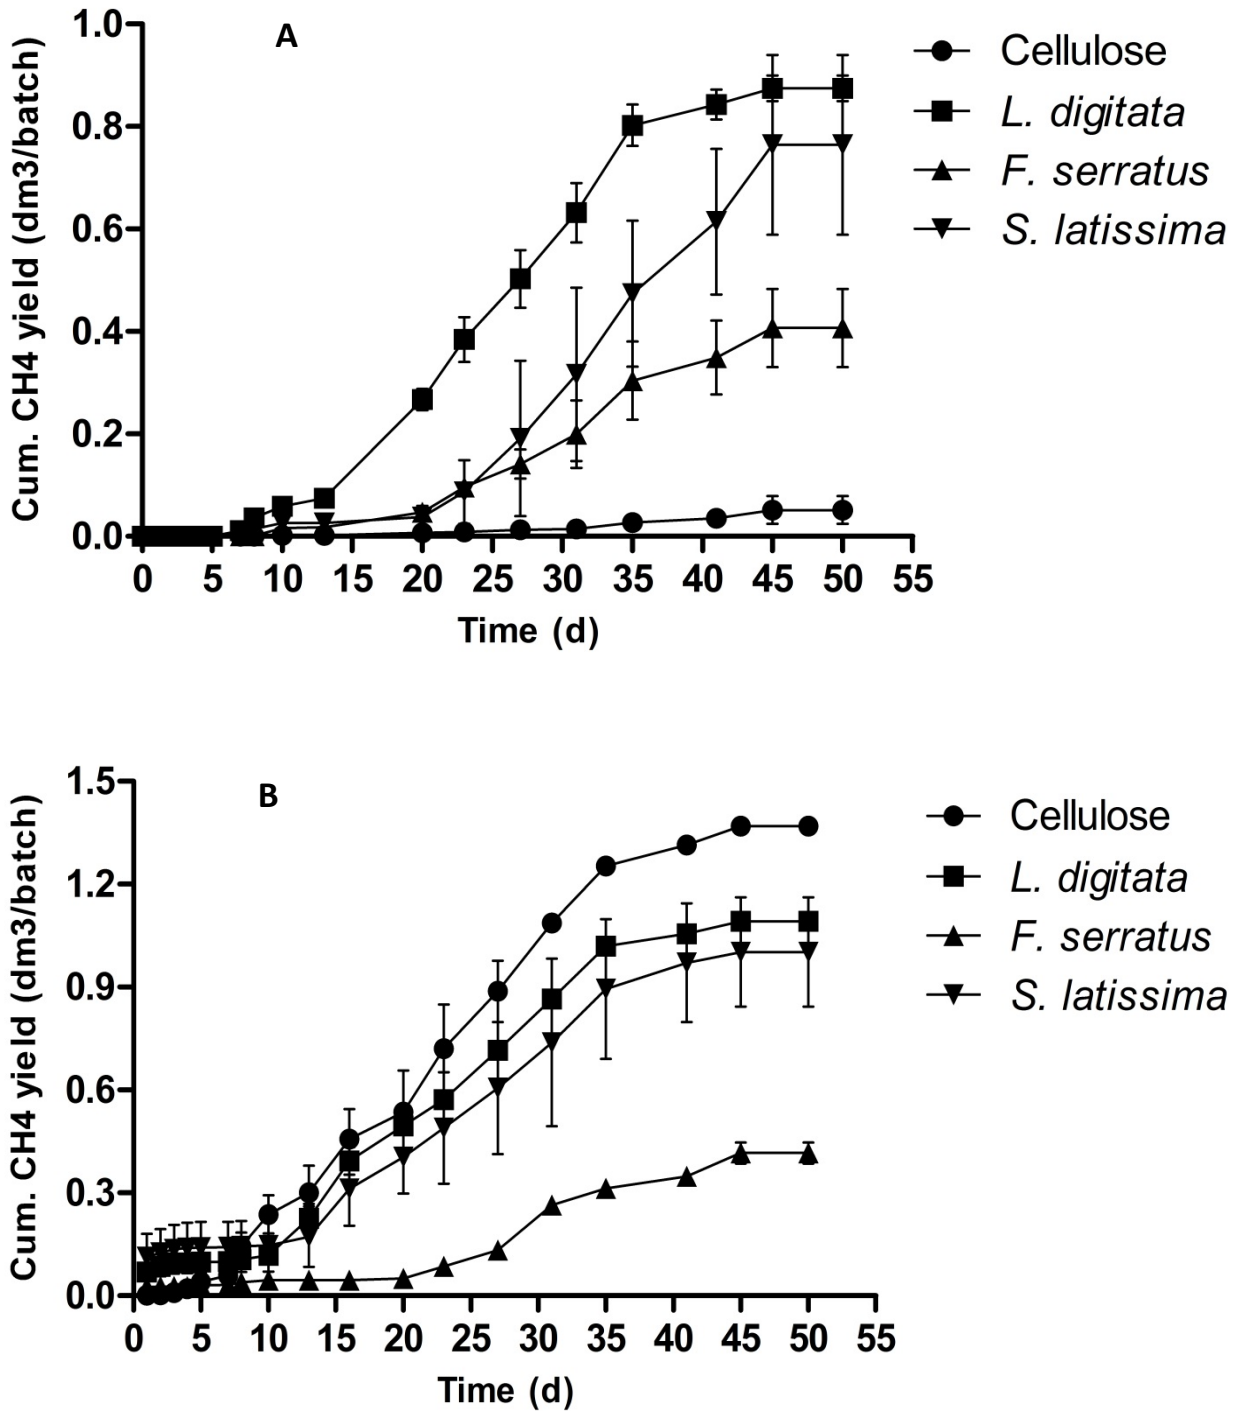 A
Cum. CH4 yield (dm3/batch)
1.0
0.8
0.6
0.4
0.2
0.0
0 5 10 15 20 25 30 35 40 45 50 55
Time (d)
Cellulose
L. digitata
F. serratus
S. latissima
B
Cum. CH4 yield (dm3/batch)
1.5
1.2
0.9
0.6
0.3
0.0
0 5 10 15 20 25 30 35 40 45 50 55
Time (d)
Cellulose
L. digitata
F. serratus
S. latissima